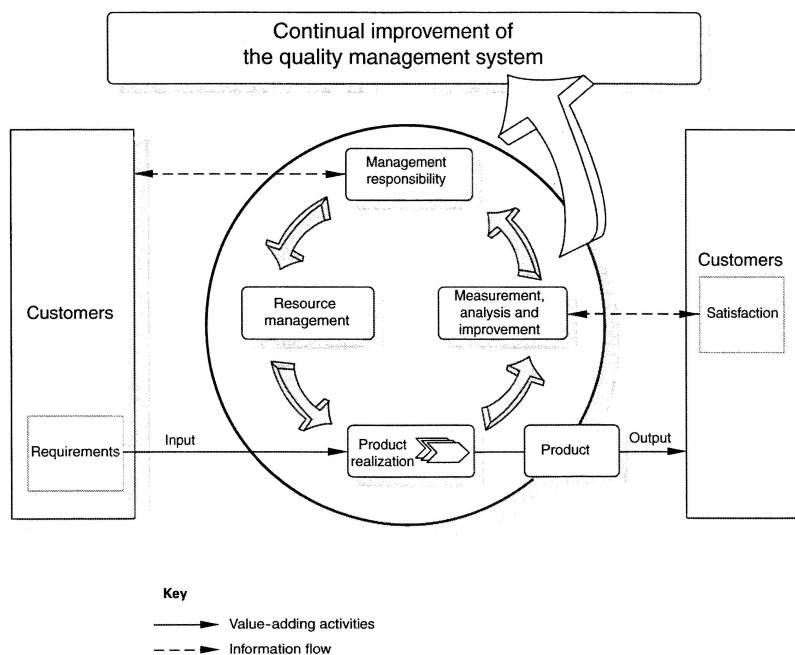 Continual improvement of
the quality management system
Management
responsibility
Customers
Resource
management
Measurement,
analysis and
improvement
Customers
Satisfaction
Requirements
Input
Product
realization
Product
Output
Key
Value-adding activities
Information flow